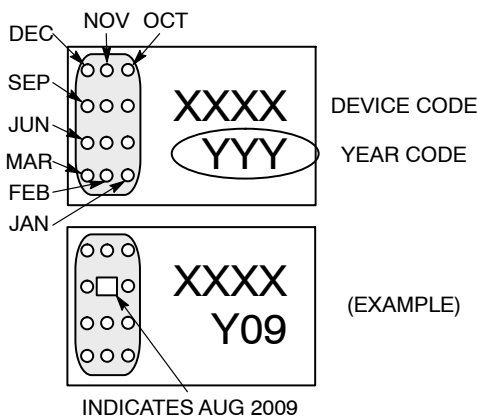 DEC NOV OCT
SEP
JUN
MAR
FEB
JAN
XXXX DEVICE CODE
YYY YEAR CODE
XXXX
Y09
(EXAMPLE)
INDICATES AUG 2009